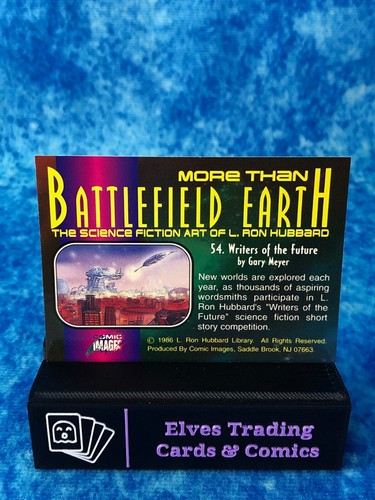 MORE THAN
BATTLEFIELD EARTH
THE SCIENCE FICTION ART OF L. RON HUBBARD
54. Writers of the Future
by Gary Meyer
New worlds are explored each
year, as thousands of aspiring
wordsmiths participate in L.
Ron Hubbard's "Writers of the
Future" science fiction short
story competition.
COMIC
IMAGES
© 1986 L. Ron Hubbard Library. All Rights Reserved.
Produced By Comic Images, Saddle Brook, NJ 07663.
Elves Trading
Cards & Comics